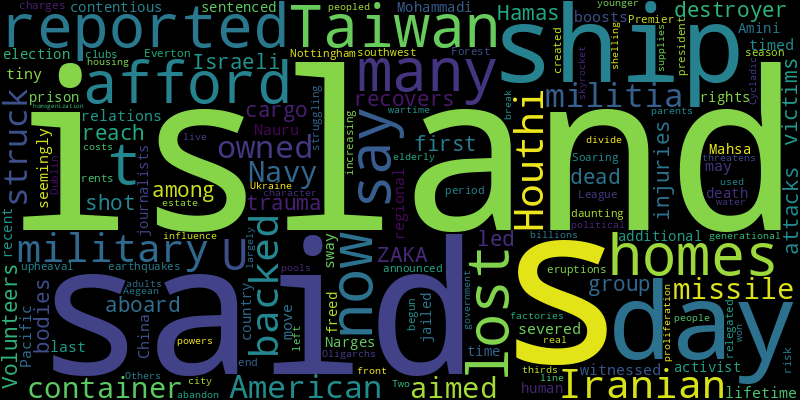 charges contentious sentenced peopled Mohammadi Hamas younger Premier destroyer
reported Taiwan ship boosts president Amini
election clubs Everton Nottingham southwest Forest created shelling supplies timed season
tiny housing Israeli many skyrocket Cycladic
island afford recovers militia rights victims
prison homogenization cargo break
struck relations reach Nauru struggling increasing wartime first Houthi parents
seemingly Dublin costs live owned say elderly divide Mahsa threatens
t among Navy Ukraine period Soaring dead may used
rents shot journalists estate trauma character regional League death water
recent influence daunting political injuries attacks
military U backed now sway led billions additional generational
said s homes
upheaval earthquakes largely ZAKA lost eruptions group missile
Volunteers Pacific bodies adults Aegean aboard pools announced government day
China powers country move freed jailed begun factories people proliferation relegated won
last left Narges time severed real activist risk
Others end Oligarchs front thirds witnessed
container city abandon American Two aimed line human Iranian lifetime